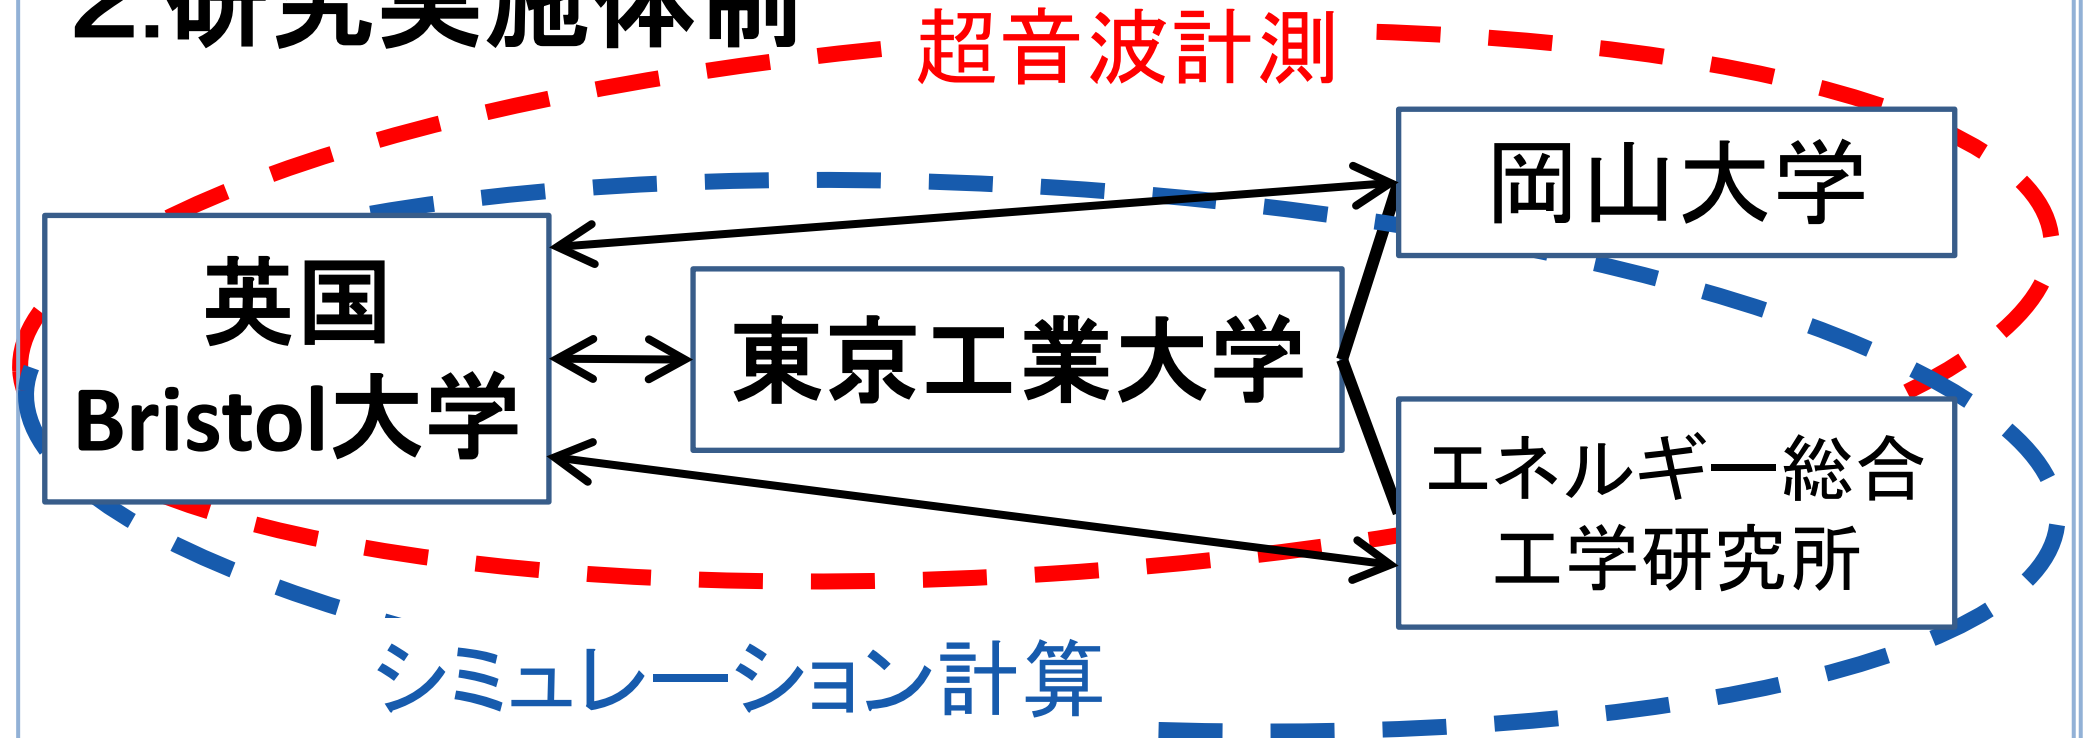 2.研究実施体制
超音波計測
岡山大学
英国
Bristol大学
東京工業大学
エネルギー総合
工学研究所
シミュレーション計算